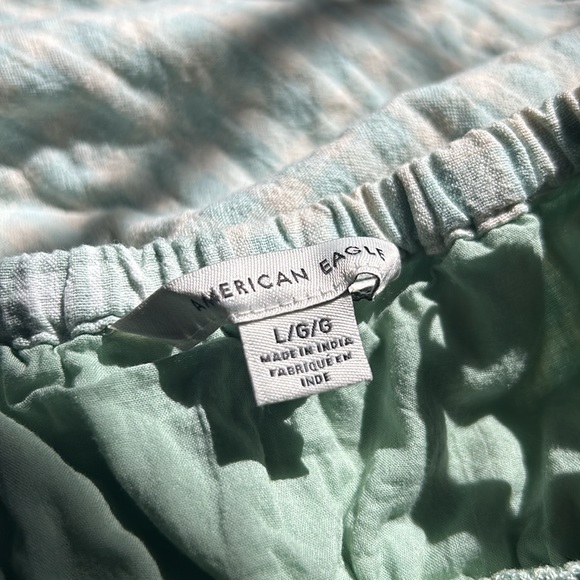 AMERICAN EAGLE
L/G/G
MADE IN INDIA
FABRIQUÉ EN
INDE